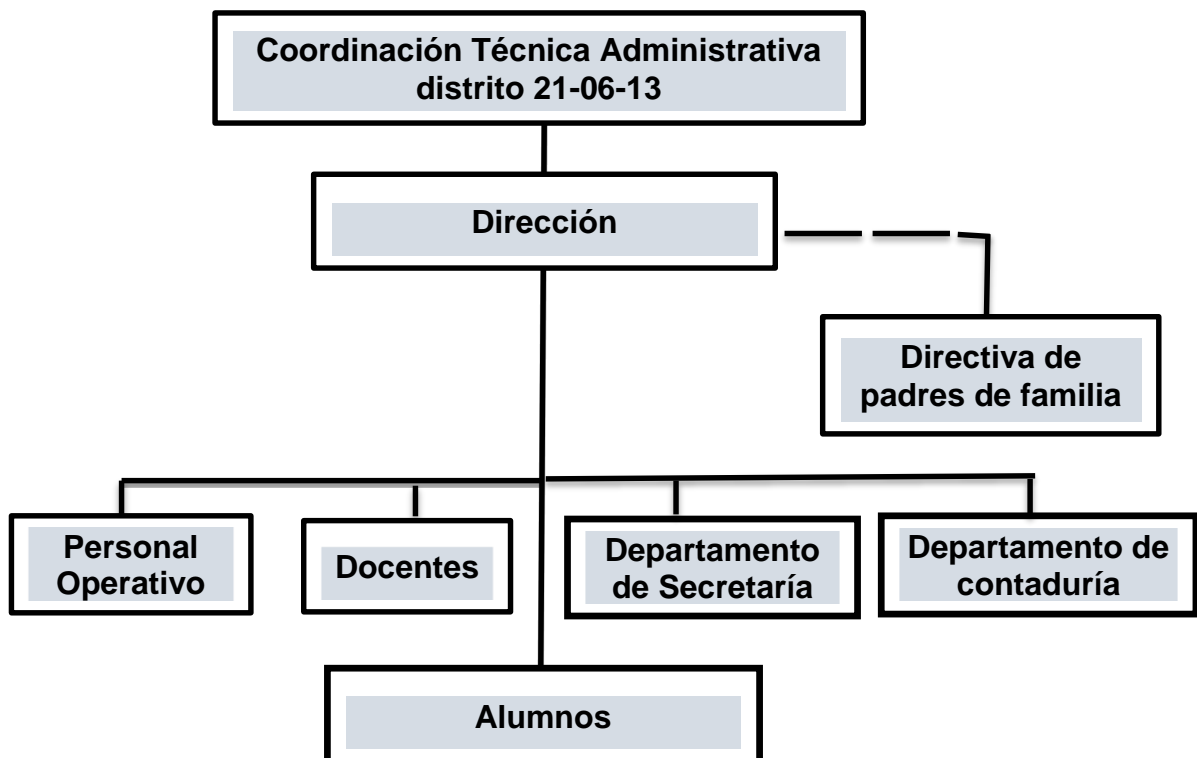 Coordinación Técnica Administrativa
distrito 21-06-13
Dirección
Directiva de
padres de familia
Personal
Operativo
Docentes
Departamento
de Secretaría
Departamento de
contaduría
Alumnos